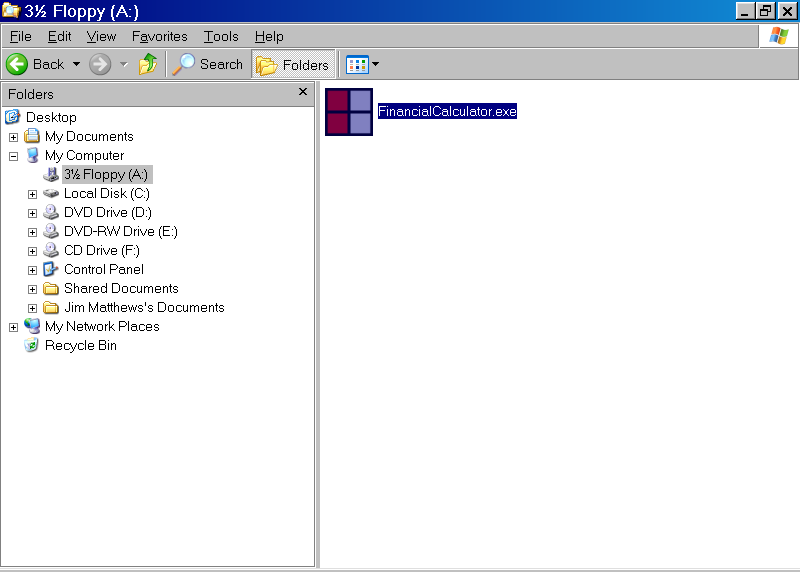 3½ Floppy (A:)
File Edit View Favorites Tools Help
Back Search Folders
Folders
Desktop
My Documents
My Computer
3½ Floppy (A:)
Local Disk (C:)
DVD Drive (D:)
DVD-RW Drive (E:)
CD Drive (F:)
Control Panel
Shared Documents
Jim Matthews's Documents
My Network Places
Recycle Bin
FinancialCalculator.exe